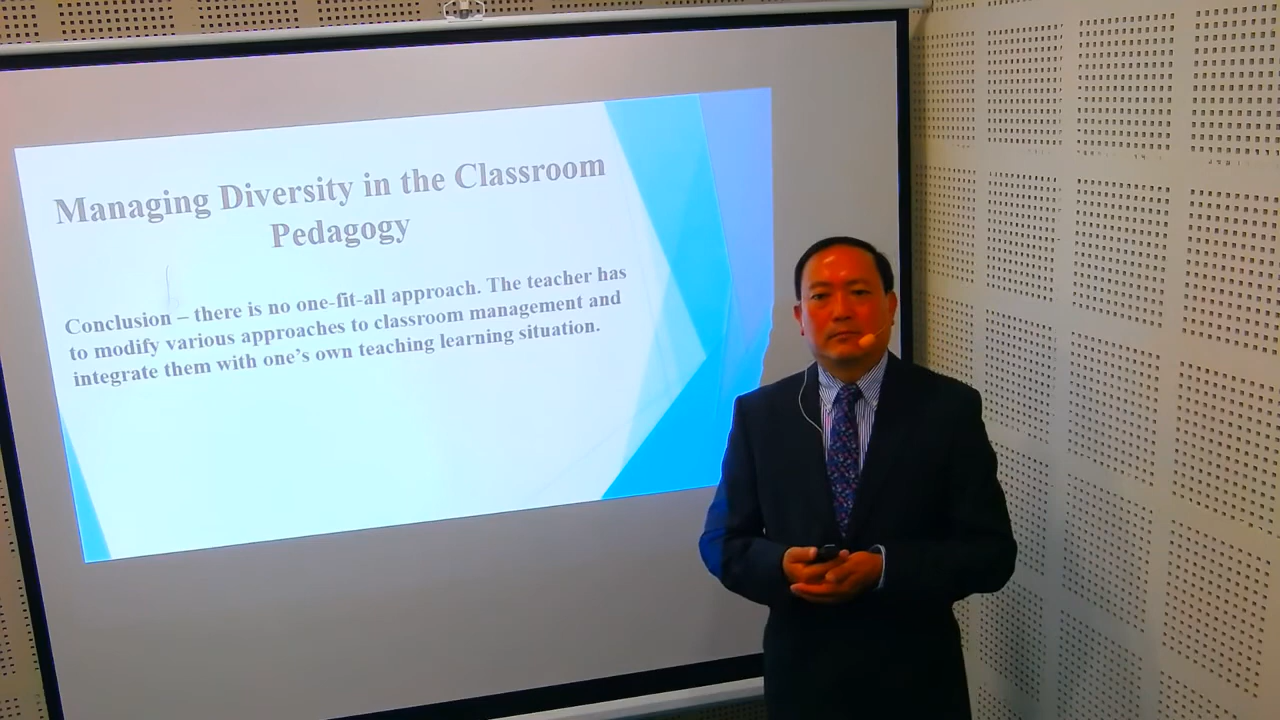 Managing Diversity in the Classroom
Pedagogy
Conclusion – there is no one-fit-all approach. The teacher has
to modify various approaches to classroom management and
integrate them with one's own teaching learning situation.